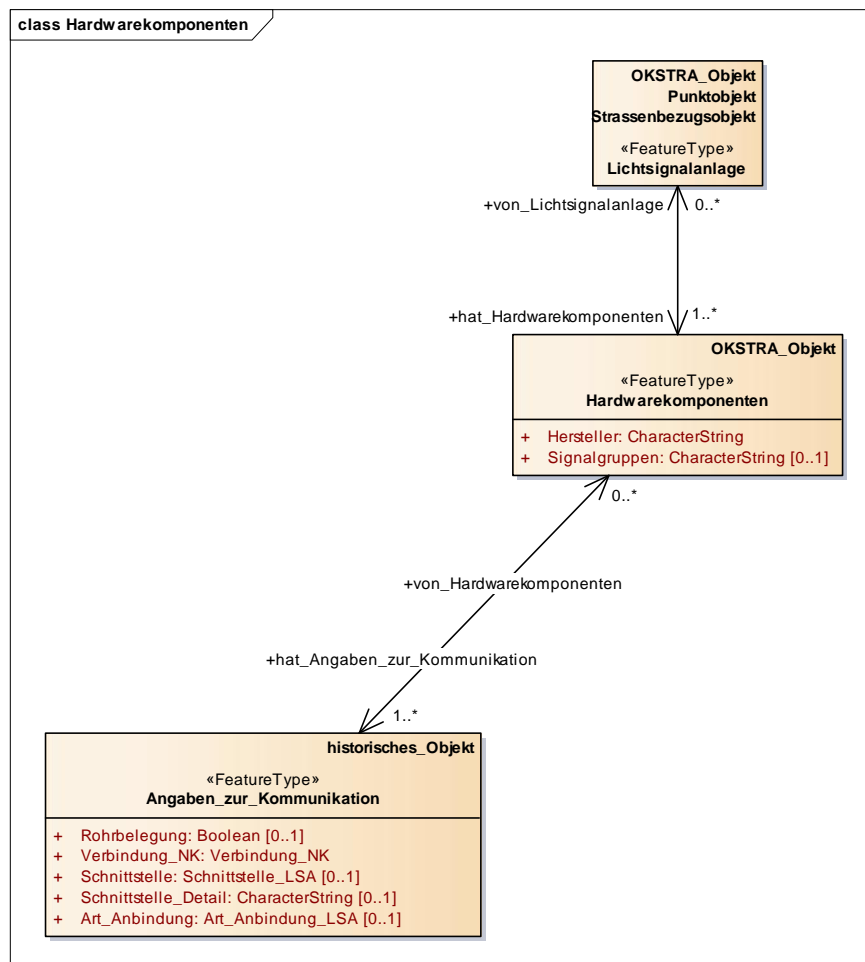 class Hardwarekomponenten
OKSTRA_Objekt
Punktobjekt
Strassenbezugsobjekt
«FeatureType»
Lichtsignalanlage
+von_Lichtsignalanlage
0..*
+hat_Hardwarekomponenten
1..*
OKSTRA_Objekt
«FeatureType»
Hardwarekomponenten
+ Hersteller: CharacterString
+ Signalgruppen: CharacterString [0..1]
0..*
+von_Hardwarekomponenten
+hat_Angaben_zur_Kommunikation
1..*
historisches_Objekt
«FeatureType»
Angaben_zur_Kommunikation
+ Rohrbelegung: Boolean [0..1]
+ Verbindung_NK: Verbindung_NK
+ Schnittstelle: Schnittstelle_LSA [0..1]
+ Schnittstelle_Detail: CharacterString [0..1]
+ Art_Anbindung: Art_Anbindung_LSA [0..1]